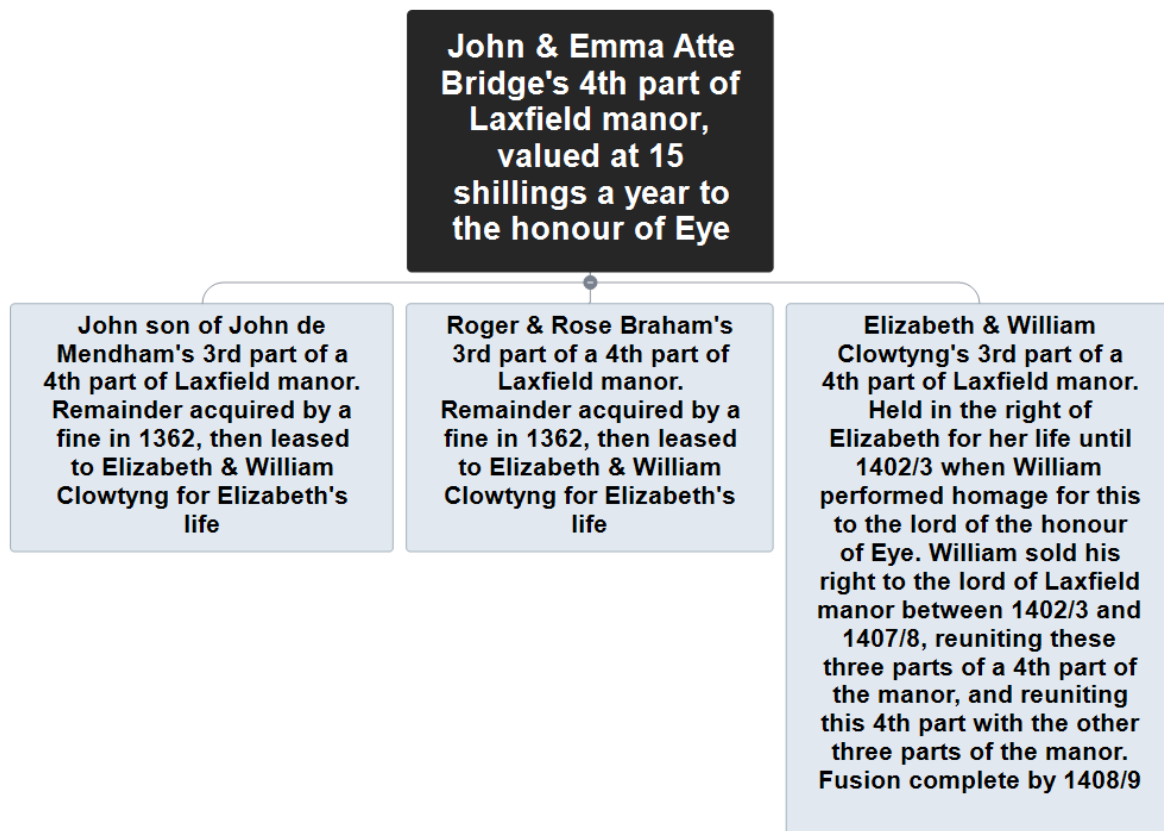 John & Emma Atte
Bridge's 4th part of
Laxfield manor,
valued at 15
shillings a year to
the honour of Eye
John son of John de
Mendham's 3rd part of a
4th part of Laxfield manor.
Remainder acquired by a
fine in 1362, then leased
to Elizabeth & William
Clowtyng for Elizabeth's
life
Roger & Rose Braham's
3rd part of a 4th part of
Laxfield manor.
Remainder acquired by a
fine in 1362, then leased
to Elizabeth & William
Clowtyng for Elizabeth's
life
Elizabeth & William
Clowtyng's 3rd part of a
4th part of Laxfield manor.
Held in the right of
Elizabeth for her life until
1402/3 when William
performed homage for this
to the lord of the honour
of Eye. William sold his
right to the lord of Laxfield
manor between 1402/3 and
1407/8, reuniting these
three parts of a 4th part of
the manor, and reuniting
this 4th part with the other
three parts of the manor.
Fusion complete by 1408/9